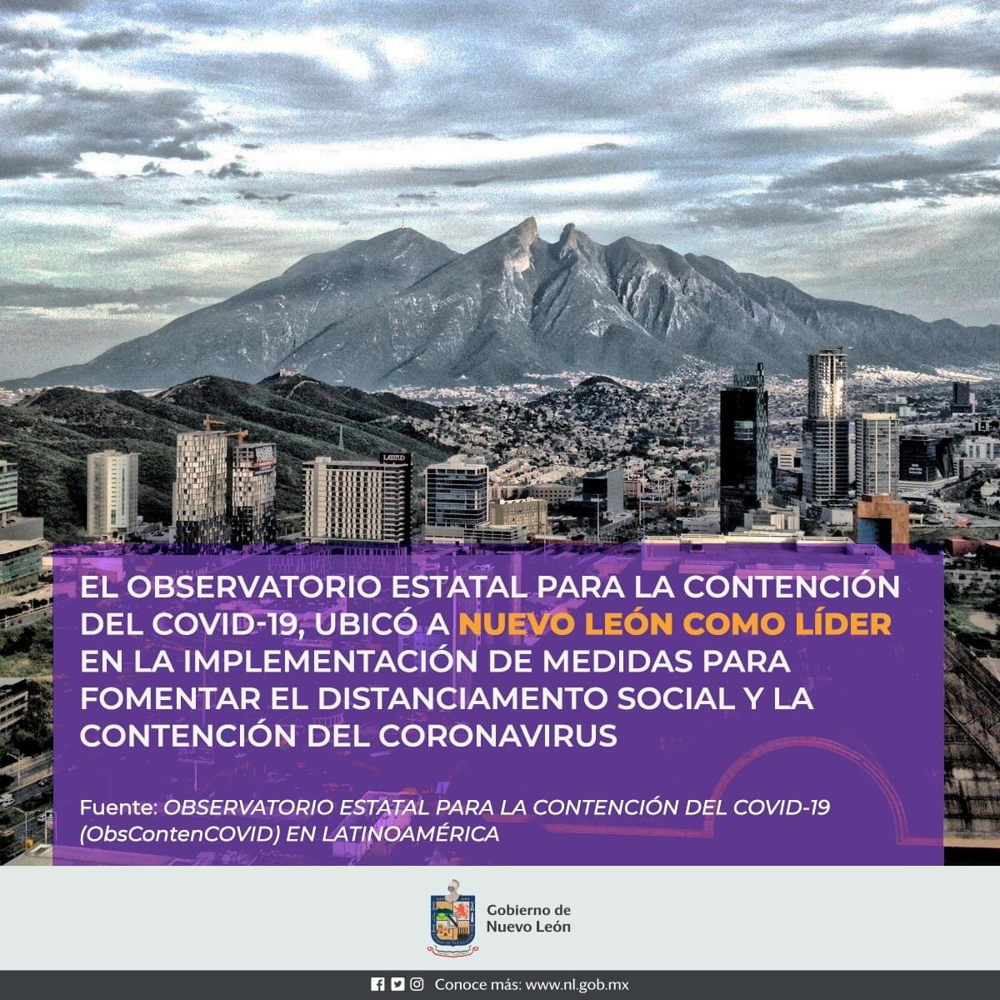 LATITUD
EL OBSERVATORIO ESTATAL PARA LA CONTENCIÓN
DEL COVID-19, UBICÓ A NUEVO LEÓN COMO LÍDER
EN LA IMPLEMENTACIÓN DE MEDIDAS PARA
FOMENTAR EL DISTANCIAMENTO SOCIAL Y LA
CONTENCIÓN DEL CORONAVIRUS
Fuente: OBSERVATORIO ESTATAL PARA LA CONTENCIÓN DEL COVID-19
(ObsContenCOVID) EN LATINOAMÉRICA
Gobierno de
Nuevo León
Conoce más: www.nl.gob.mx